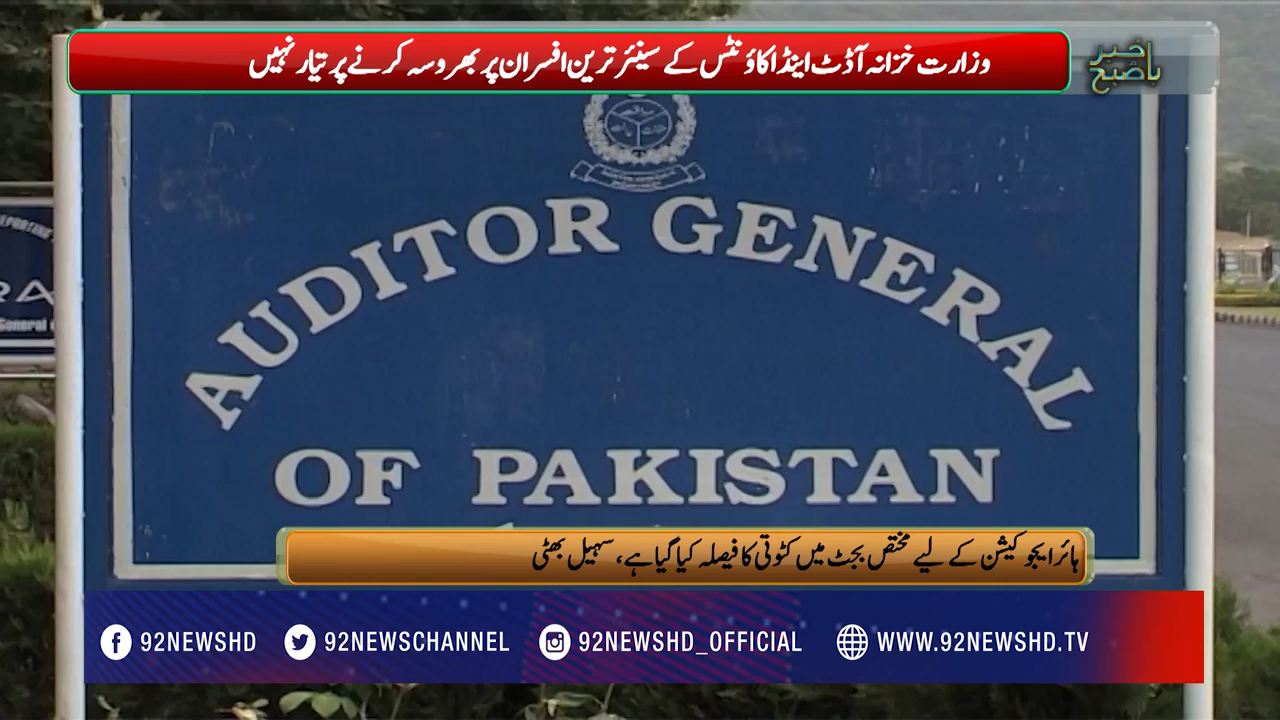 وزارت خزانہ آڈٹ اینڈ اکاؤنٹس کے سینئر ترین افسران پر بھروسہ کرنے پر تیار نہیں
باخبر صبح
AUDITOR GENERAL
OF PAKISTAN
ہائر ایجوکیشن کے لیے مختص بجٹ میں کٹوتی کا فیصلہ کیا گیا ہے، سہیل بھٹی
92NEWSHD
92NEWSCHANNEL
92NEWSHD_OFFICIAL
WWW.92NEWSHD.TV